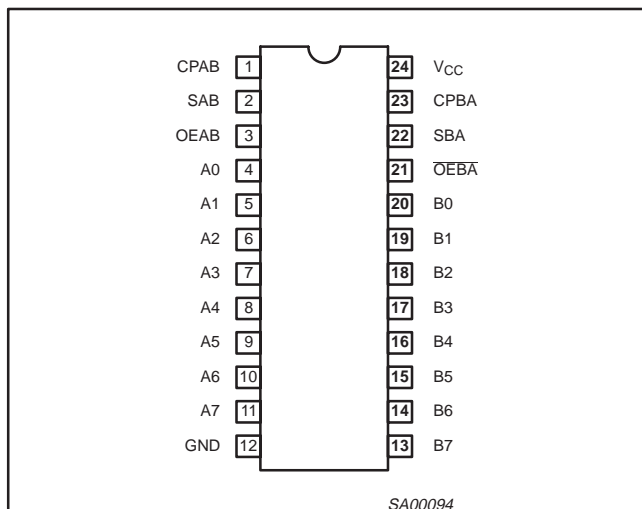 CPAB 1 24 VCC
SAB 2 23 CPBA
OEAB 3 22 SBA
A0 4 21 OEBA
A1 5 20 B0
A2 6 19 B1
A3 7 18 B2
A4 8 17 B3
A5 9 16 B4
A6 10 15 B5
A7 11 14 B6
GND 12 13 B7
SA00094